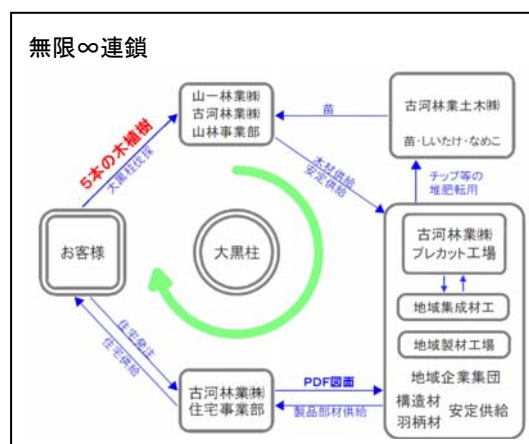 無限∞連鎖
山一林業㈱
古河林業㈱
山林事業部
苗
古河林業土木㈱
苗・しいたけ・なめこ
5本の木植樹
大黒柱伐採
木材供給
安定供給
チップ等の
堆肥転用
お客様
大黒柱
古河林業㈱
プレカット工場
地域集成材工
地域製材工場
地域企業集団
構造材
羽柄材
安定供給
住宅発注
住宅供給
古河林業㈱
住宅事業部
PDF図面
製品部材供給